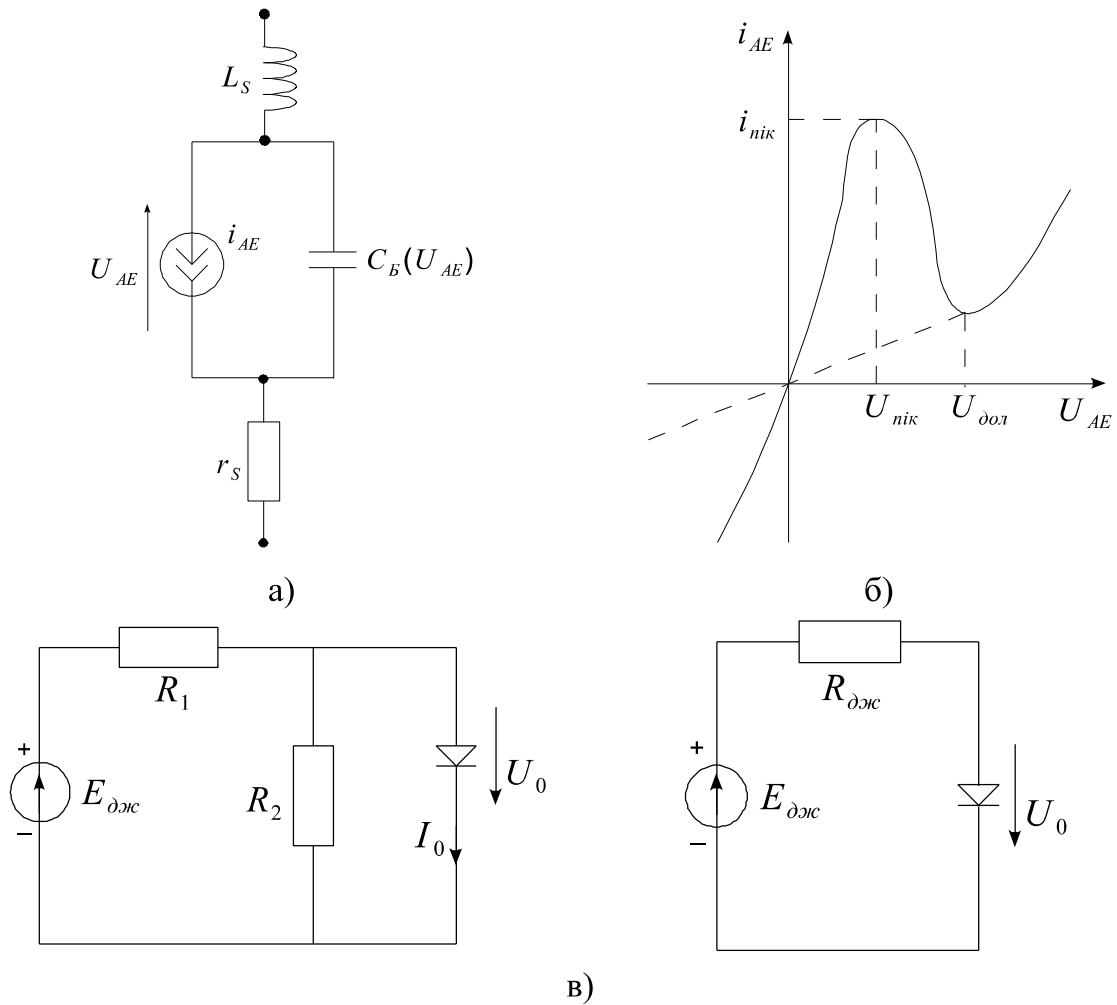 L_S
U_AE
i_AE
C_Б(U_AE)
r_S
а)
i_AE
i_пік
U_пік
U_дол
U_AE
б)
R_1
+
E_дж
−
R_2
I_0
U_0
R_дж
+
E_дж
−
U_0
в)